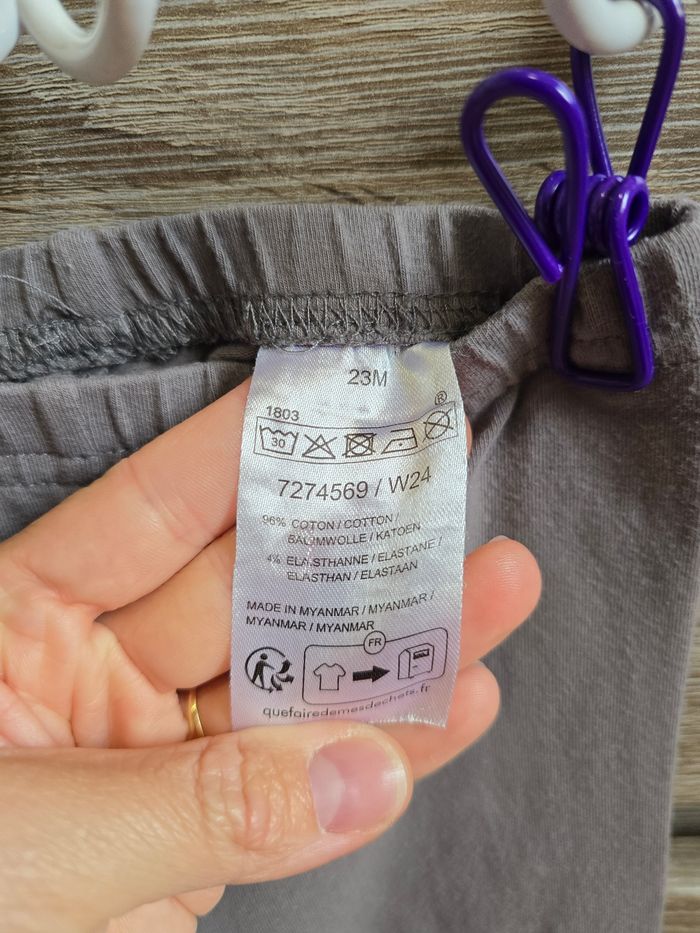 23M
1803
®
30
7274569 / W24
96% COTON / COTTON /
BAUMWOLLE / KATOEN
4% ELASTHANNE / ELASTANE /
ELASTHAN / ELASTAAN
MADE IN MYANMAR / MYANMAR /
MYANMAR / MYANMAR
FR
quefairedemesdechets.fr